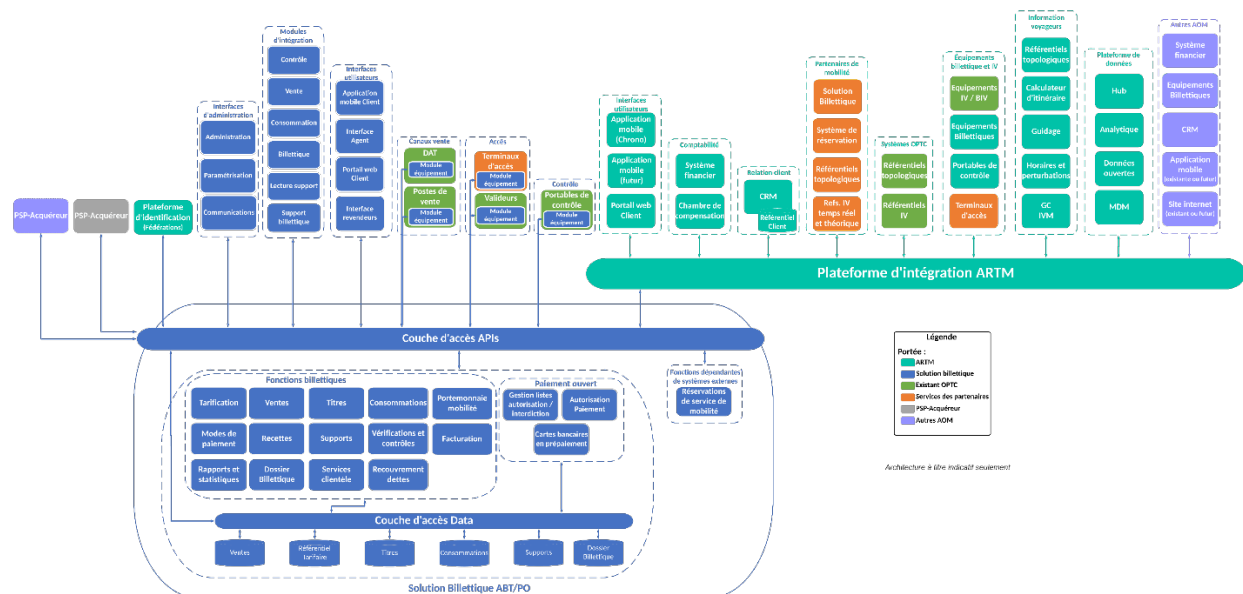 PSP-Acquéreur
PSP-Acquéreur
Plateforme
d'identification
(Fédérations)
Interfaces
d'administration
Administration
Paramétrisation
Communications
Modules
d'intégration
Contrôle
Vente
Consommation
Billettique
Lecture support
Support
billettique
Interfaces
utilisateurs
Application
mobile Client
Interface
Agent
Portail web
Client
Interface
revendeurs
Canaux vente
DAT
Module
équipement
Postes de
vente
Module
équipement
Accès
Terminaux
d'accès
Module
équipement
Valideurs
Module
équipement
Contrôle
Portables de
contrôle
Module
équipement
Interfaces
utilisateurs
Application
mobile
(Chrono)
Application
mobile
(futur)
Portail web
Client
Comptabilité
Système
financier
Chambre de
compensation
Relation client
CRM
Référentiel
Client
Partenaires
de mobilité
Solution
Billettique
Système de
réservation
Référentiels
topologiques
Refs. IV
temps réel
et théorique
Systèmes OPTC
Référentiels
topologiques
Référentiels
IV
Équipements
billettique et IV
Equipements
IV / BIV
Equipements
Billettiques
Portables de
contrôle
Terminaux
d'accès
Information
voyageurs
Référentiels
topologiques
Calculateur
d'itinéraire
Guidage
Horaires et
perturbations
GC
IVM
Plateforme de
données
Hub
Analytique
Données
ouvertes
MDM
Autres AOM
Système
financier
Equipements
Billettiques
CRM
Application
mobile
(existante ou futur)
Site internet
(existant ou futur)
Plateforme d'intégration ARTM
Couche d'accès APIs
Fonctions billettiques
Tarification
Ventes
Titres
Consommations
Portemonnaie
mobilité
Modes de
paiement
Recettes
Supports
Vérifications et
contrôles
Facturation
Rapports et
statistiques
Dossier
Billettique
Services
clientèle
Recouvrement
dettes
Paiement ouvert
Gestion listes
autorisation /
interdiction
Autorisation
Paiement
Cartes bancaires
en prépaiement
Fonctions dépendantes
de systèmes externes
Réservations
de service de
mobilité
Couche d'accès Data
Ventes
Référentiel
Tarifaire
Titres
Consommations
Supports
Dossier
Billettique
Solution Billettique ABT/PO
Légende
Portée :
ARTM
Solution billettique
Existant OPTC
Services des partenaires
PSP-Acquéreur
Autres AOM
Architecture à titre indicatif seulement